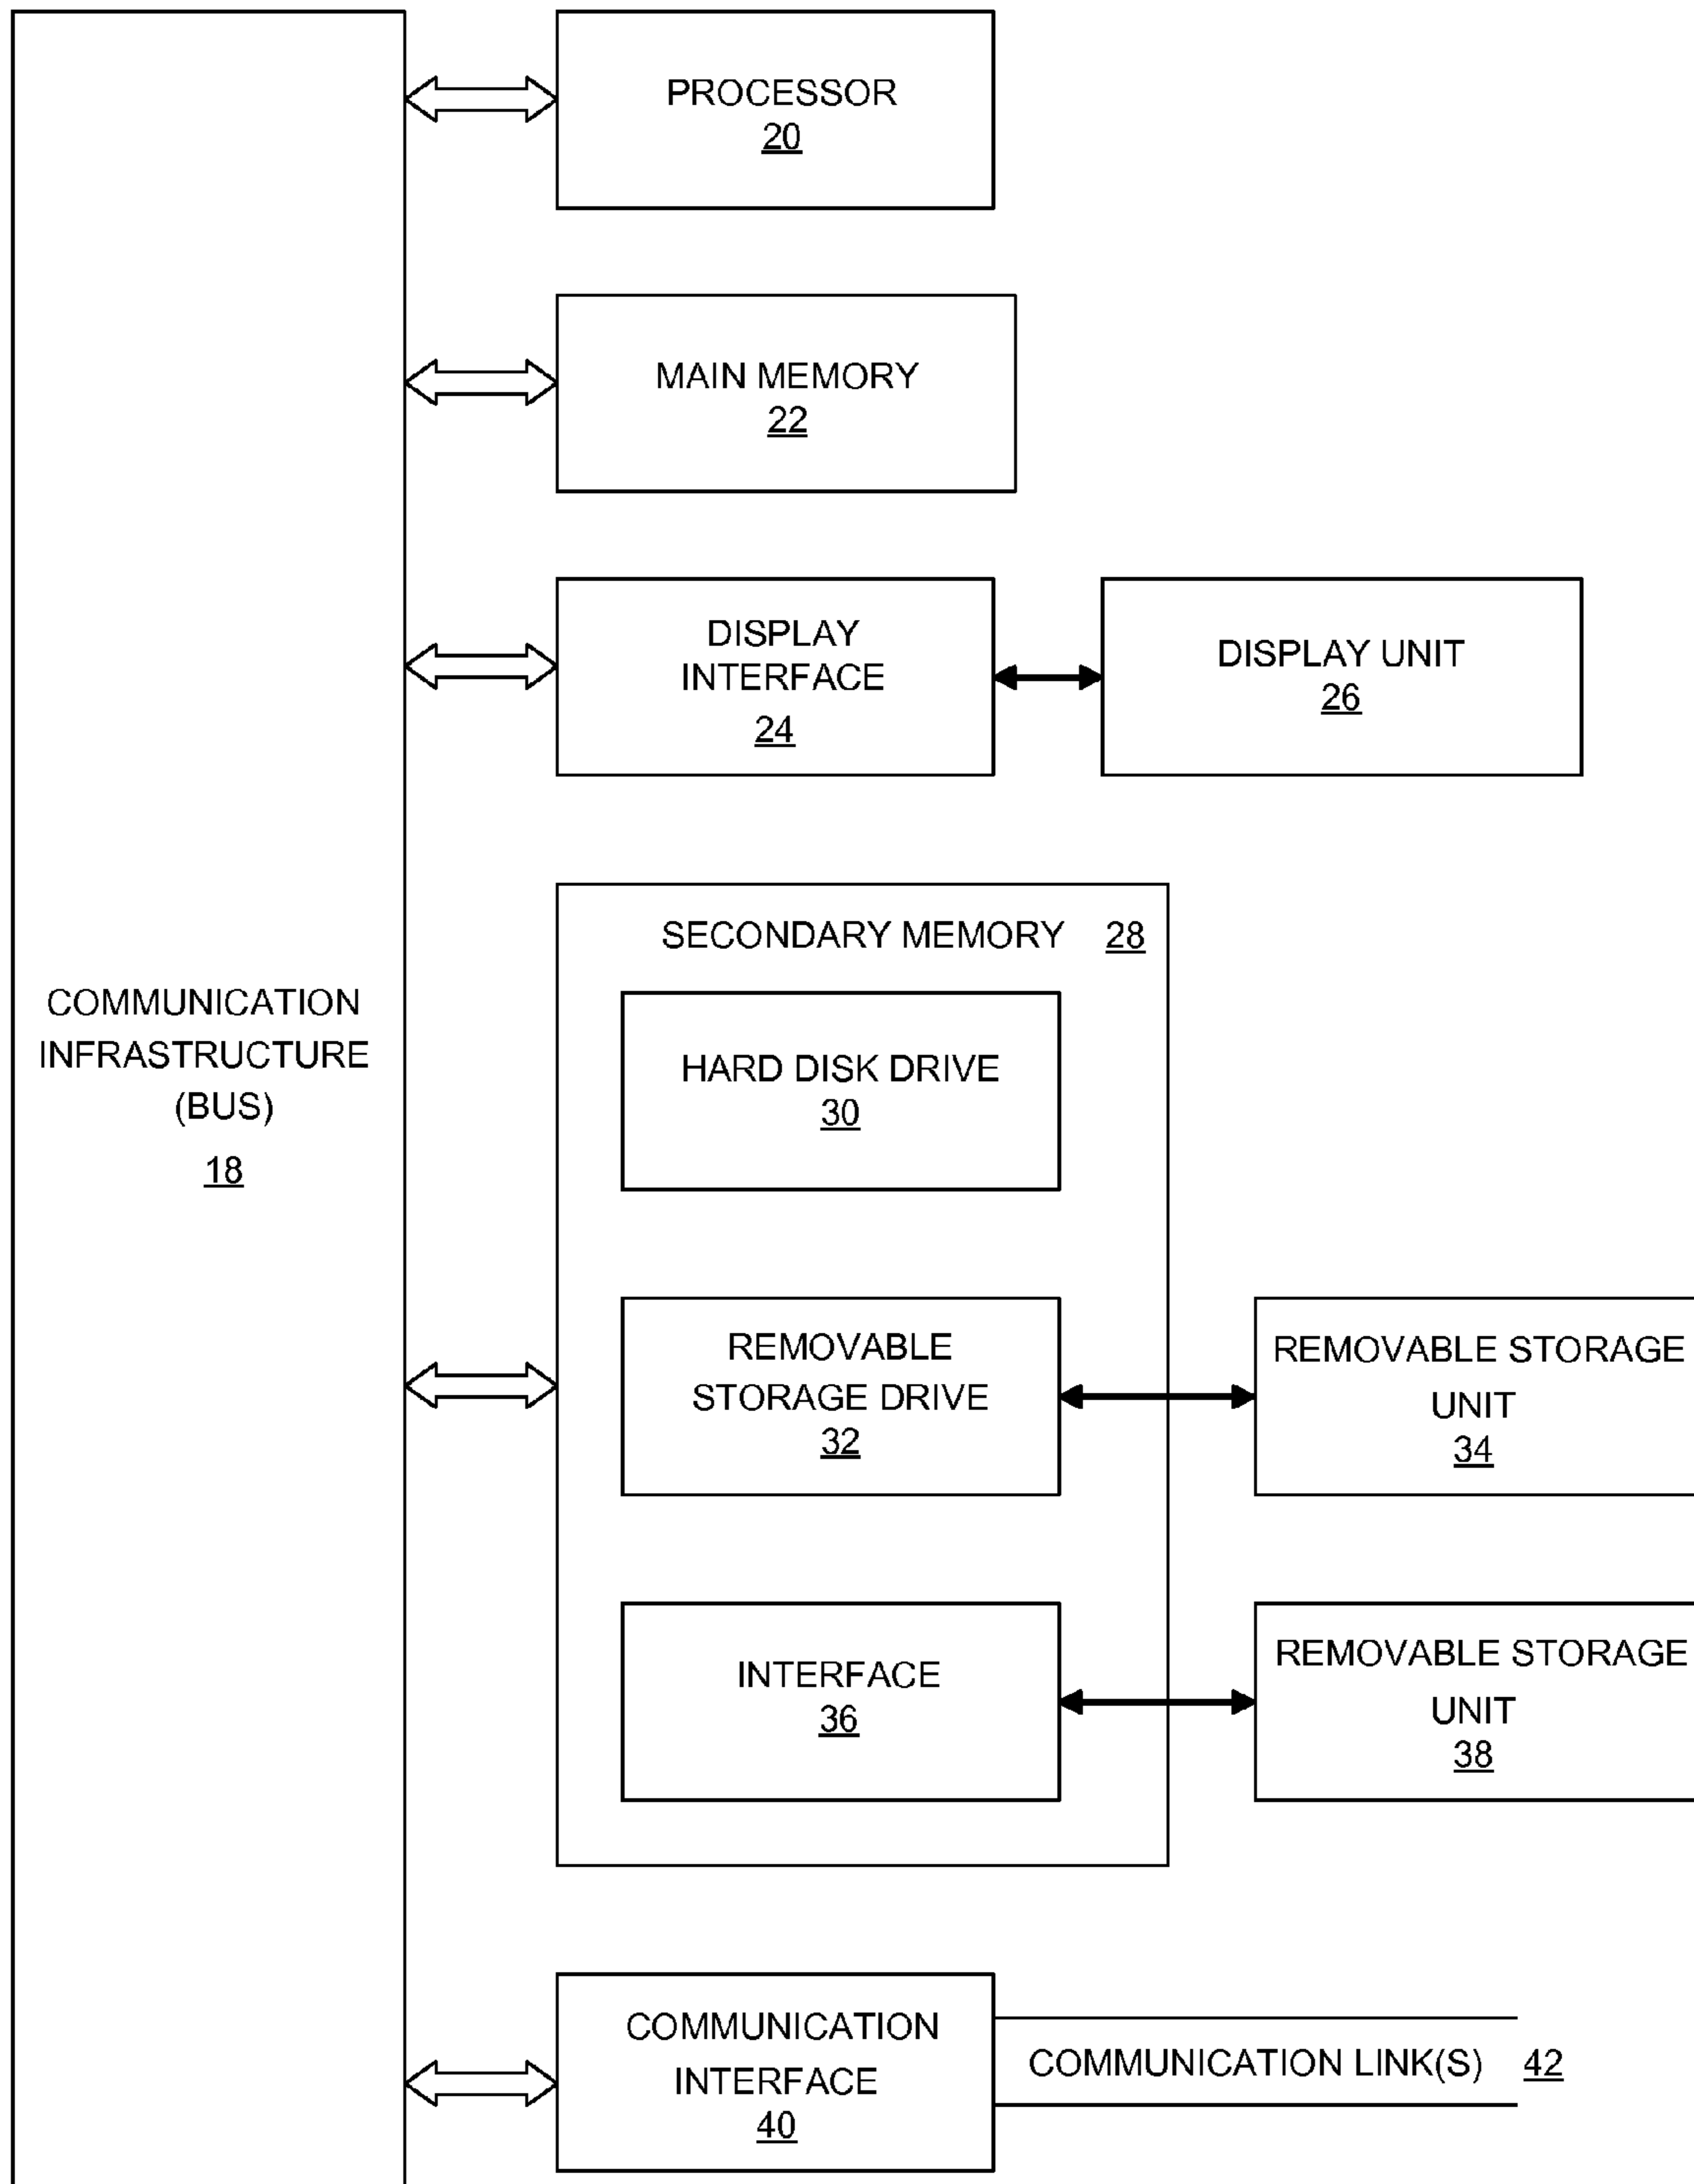 PROCESSOR
20
MAIN MEMORY
22
DISPLAY
INTERFACE
24
DISPLAY UNIT
26
SECONDARY MEMORY 28
COMMUNICATION
INFRASTRUCTURE
(BUS)
18
HARD DISK DRIVE
30
REMOVABLE
STORAGE DRIVE
32
REMOVABLE STORAGE
UNIT
34
INTERFACE
36
REMOVABLE STORAGE
UNIT
38
COMMUNICATION
INTERFACE
40
COMMUNICATION LINK(S) 42